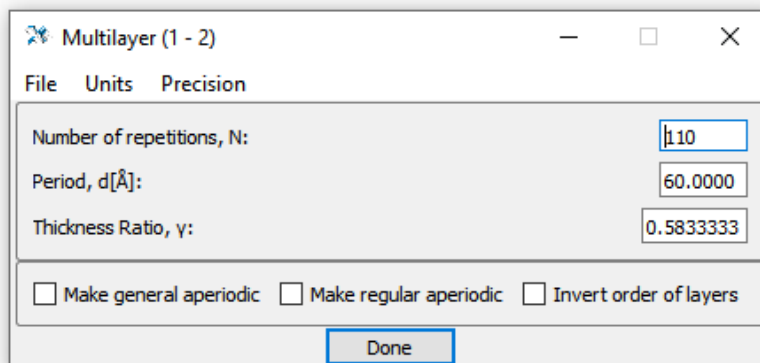 Multilayer (1 - 2)
File Units Precision
Number of repetitions, N: 110
Period, d[Å]: 60.0000
Thickness Ratio, γ: 0.5833333
Make general aperiodic Make regular aperiodic Invert order of layers
Done